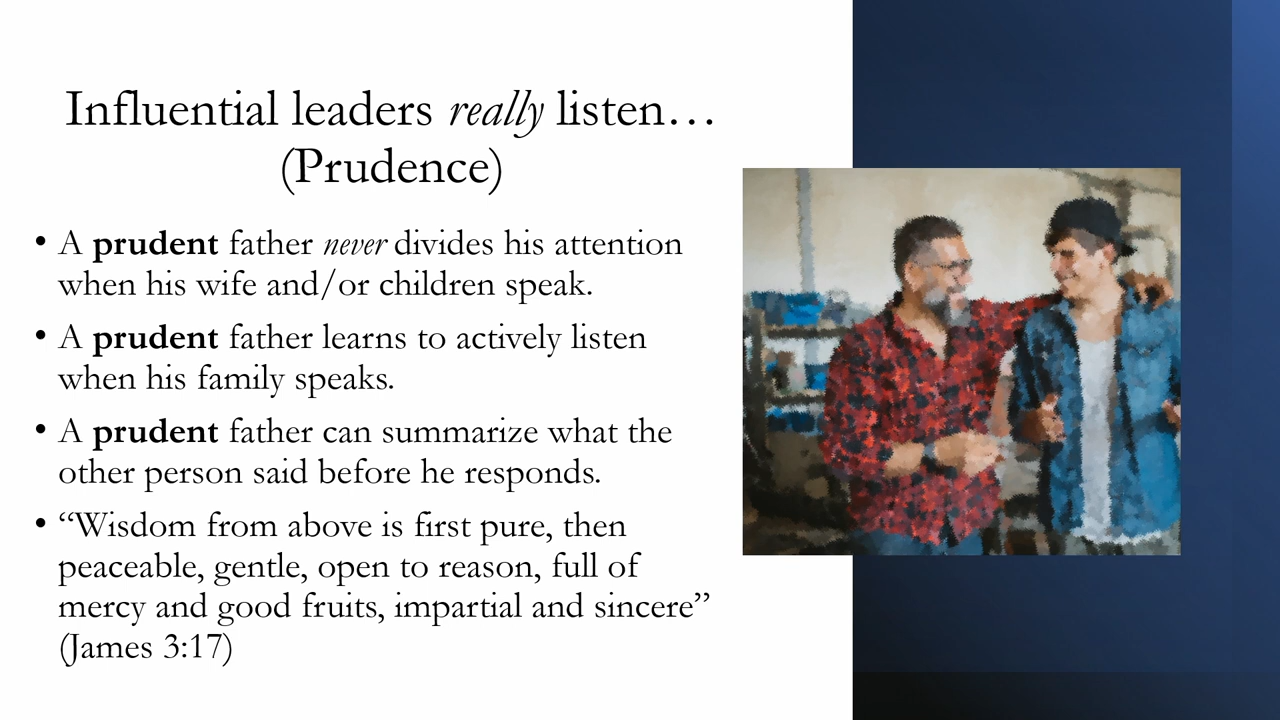 Influential leaders really listen…
(Prudence)
• A prudent father never divides his attention
when his wife and/or children speak.
• A prudent father learns to actively listen
when his family speaks.
• A prudent father can summarize what the
other person said before he responds.
• “Wisdom from above is first pure, then
peaceable, gentle, open to reason, full of
mercy and good fruits, impartial and sincere”
(James 3:17)